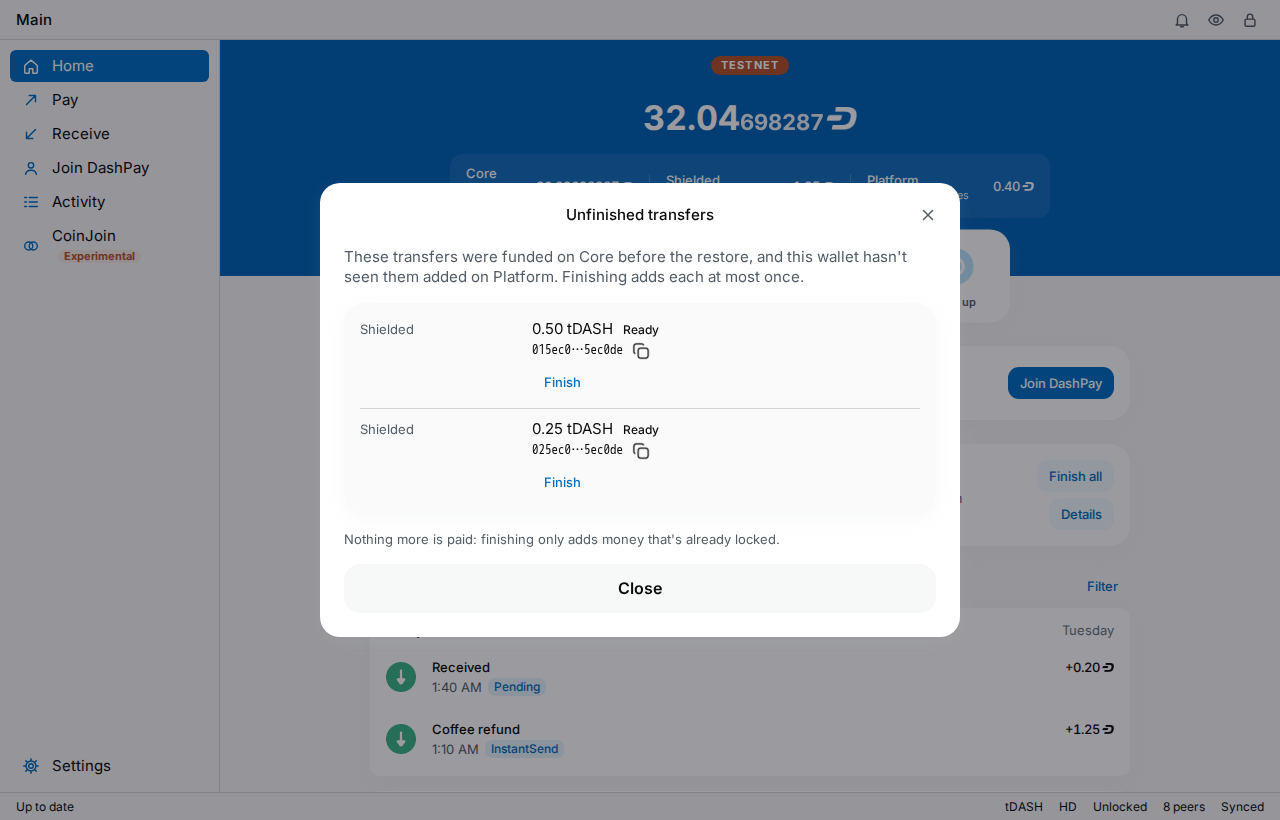 Main
Home
Pay
Receive
Join DashPay
Activity
CoinJoin
Experimental
Settings
TESTNET
32.04698287
Core
Shielded
Platform
0.40
up
Join DashPay
Finish all
Details
Filter
Unfinished transfers
These transfers were funded on Core before the restore, and this wallet hasn't
seen them added on Platform. Finishing adds each at most once.
Shielded
0.50 tDASH Ready
015ec0···5ec0de
Finish
Shielded
0.25 tDASH Ready
025ec0···5ec0de
Finish
Nothing more is paid: finishing only adds money that's already locked.
Close
Tuesday
Received
+0.20
1:40 AM Pending
Coffee refund
+1.25
1:10 AM InstantSend
Up to date
tDASH HD Unlocked 8 peers Synced